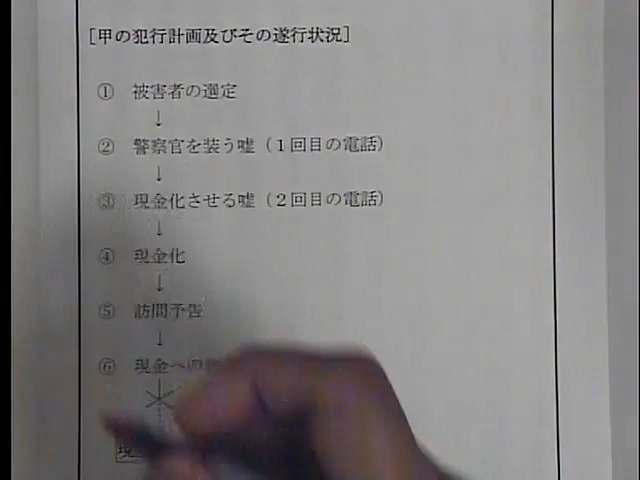 [甲の犯行計画及びその遂行状況]
① 被害者の選定
↓
② 警察官を装う嘘（１回目の電話）
↓
③ 現金化させる嘘（２回目の電話）
↓
④ 現金化
↓
⑤ 訪問予告
↓
⑥ 現金への
現